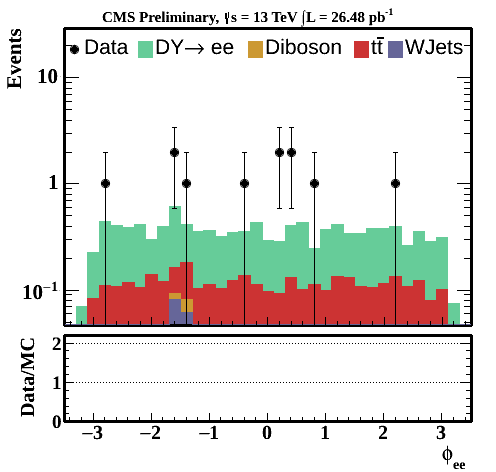 CMS Preliminary, √s = 13 TeV ∫L = 26.48 pb⁻¹
Events
Data DY→ ee Diboson tt̄ WJets
10
1
10⁻¹
Data/MC
2
1
0
−3 −2 −1 0 1 2 3
ϕee